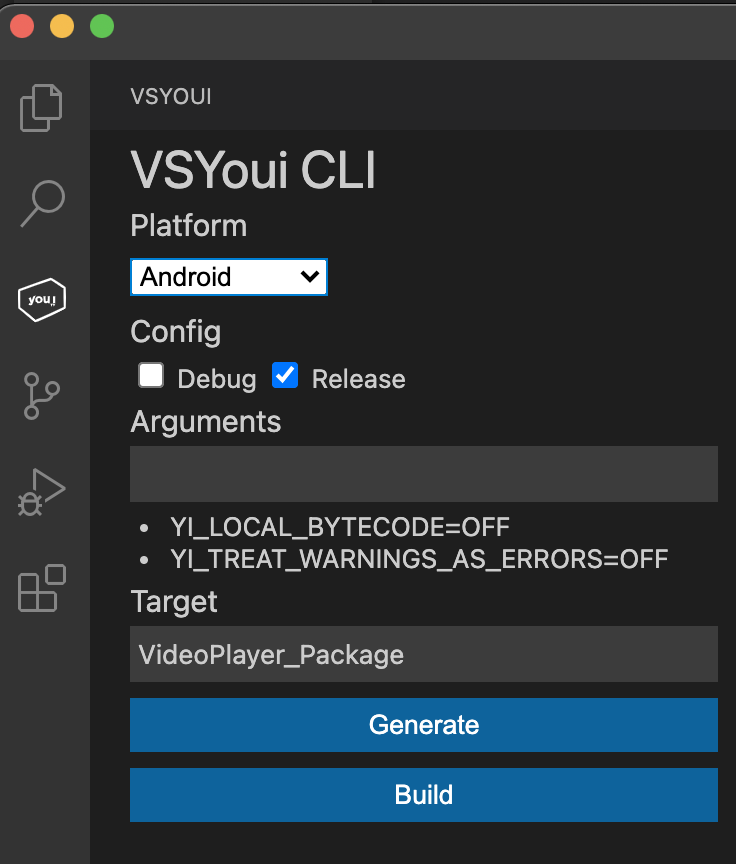 VSYOUI
VSYoui CLI
Platform
Android
you.i
Config
Debug Release
Arguments
YI_LOCAL_BYTECODE=OFF
YI_TREAT_WARNINGS_AS_ERRORS=OFF
Target
VideoPlayer_Package
Generate
Build